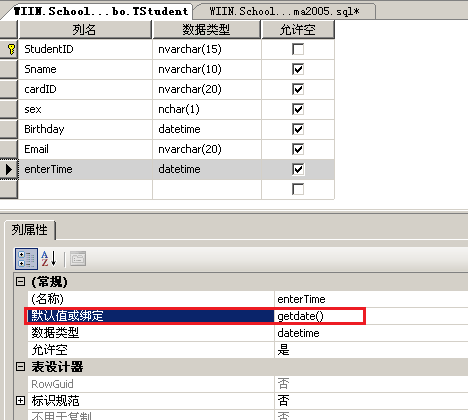 WIIN.School...bo.TStudent WIIN.School...ma2005.sql*
列名 数据类型 允许空
StudentID nvarchar(15)
Sname nvarchar(10)
cardID nvarchar(20)
sex nchar(1)
Birthday datetime
Email nvarchar(20)
enterTime datetime
列属性
(常规)
(名称) enterTime
默认值或绑定 getdate()
数据类型 datetime
允许空 是
表设计器
RowGuid 否
标识规范 否
不用于复制 否